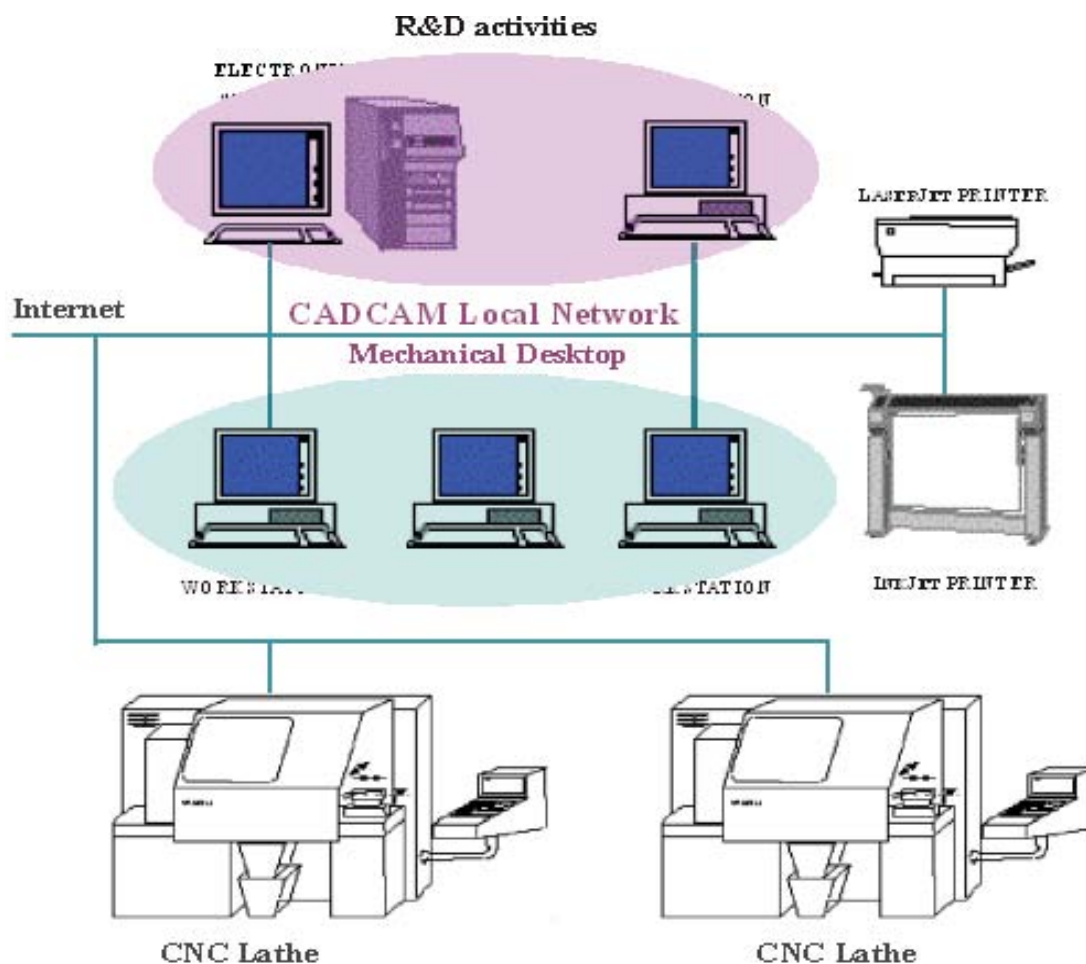 R&D activities
LASERJET PRINTER
Internet
CADCAM Local Network
Mechanical Desktop
INKJET PRINTER
CNC Lathe
CNC Lathe